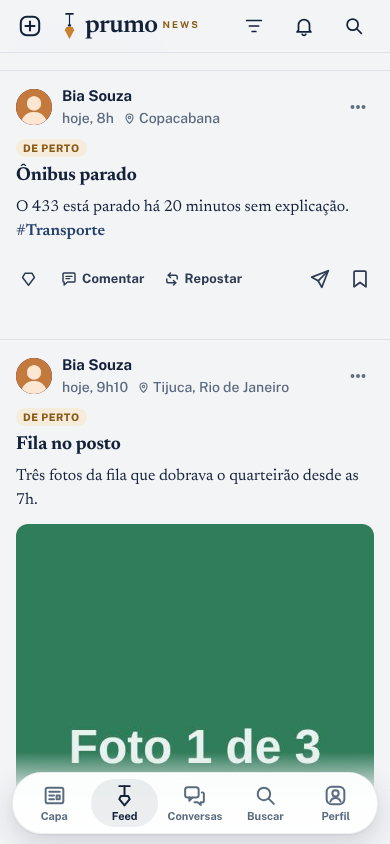 prumo NEWS
Bia Souza
hoje, 8h Copacabana
DE PERTO
Ônibus parado
O 433 está parado há 20 minutos sem explicação.
#Transporte
Comentar Repostar
Bia Souza
hoje, 9h10 Tijuca, Rio de Janeiro
DE PERTO
Fila no posto
Três fotos da fila que dobrava o quarteirão desde as
7h.
Foto 1 de 3
Capa Feed Conversas Buscar Perfil